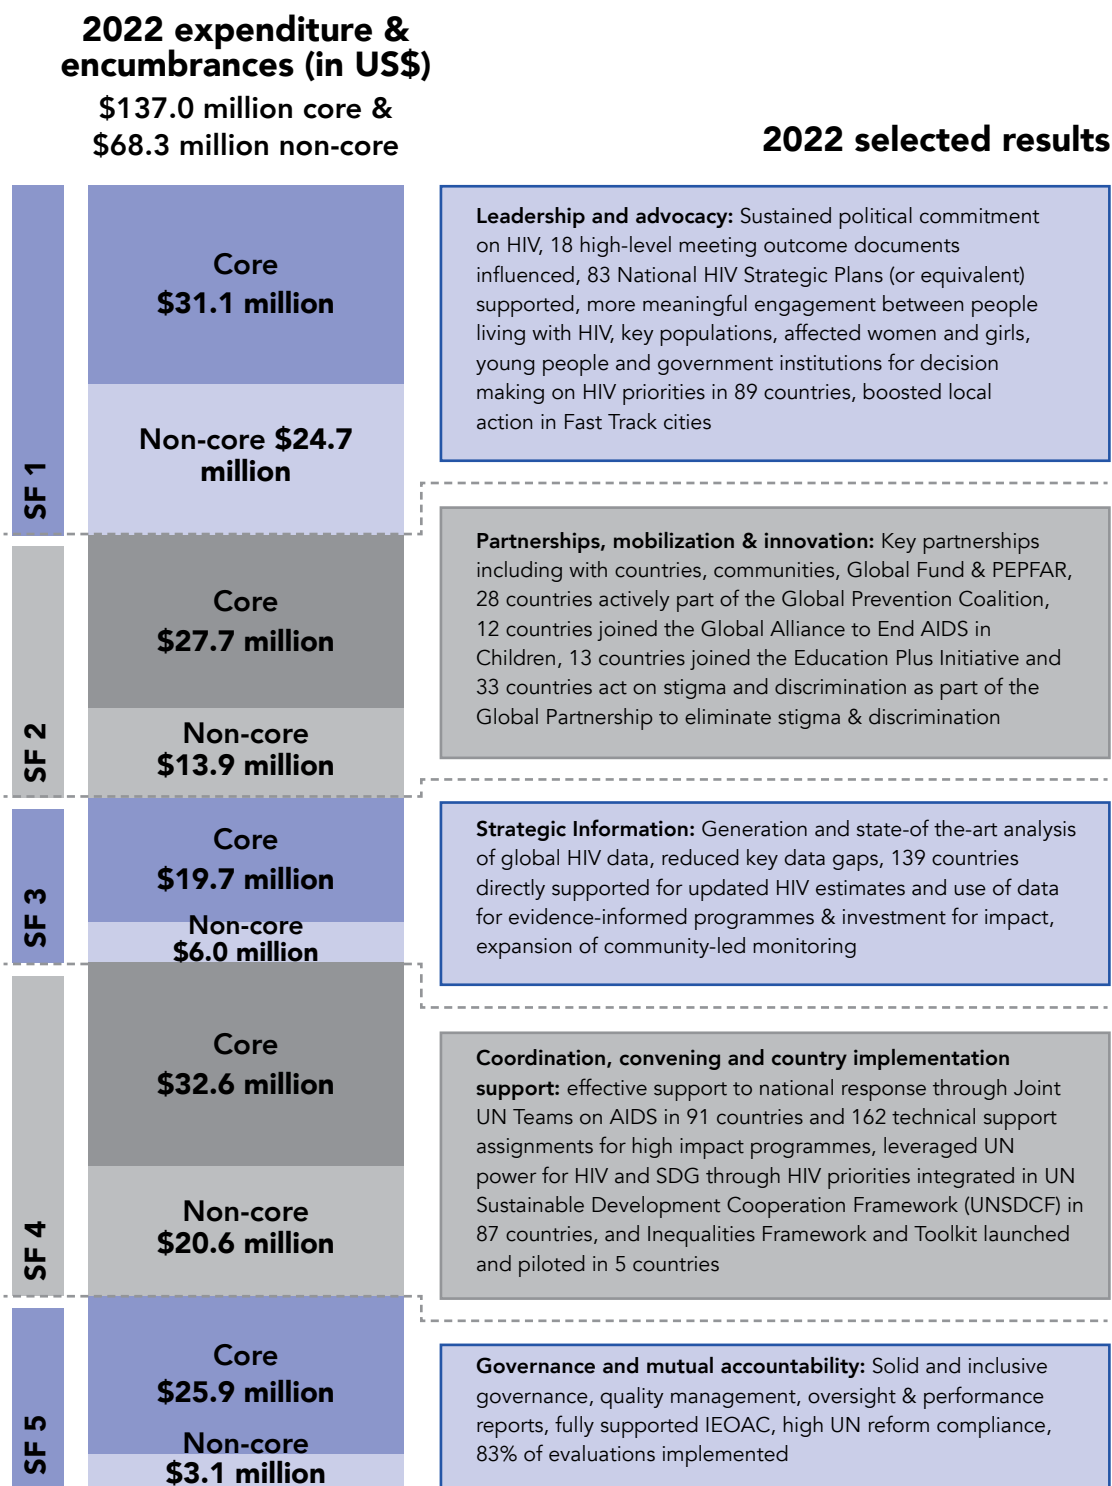 2022 expenditure &
encumbrances (in US$)
$137.0 million core &
$68.3 million non-core
2022 selected results
SF 1
Core
$31.1 million
Non-core $24.7
million
Leadership and advocacy: Sustained political commitment
on HIV, 18 high-level meeting outcome documents
influenced, 83 National HIV Strategic Plans (or equivalent)
supported, more meaningful engagement between people
living with HIV, key populations, affected women and girls,
young people and government institutions for decision
making on HIV priorities in 89 countries, boosted local
action in Fast Track cities
SF 2
Core
$27.7 million
Non-core
$13.9 million
Partnerships, mobilization & innovation: Key partnerships
including with countries, communities, Global Fund & PEPFAR,
28 countries actively part of the Global Prevention Coalition,
12 countries joined the Global Alliance to End AIDS in
Children, 13 countries joined the Education Plus Initiative and
33 countries act on stigma and discrimination as part of the
Global Partnership to eliminate stigma & discrimination
SF 3
Core
$19.7 million
Non-core
$6.0 million
Strategic Information: Generation and state-of the-art analysis
of global HIV data, reduced key data gaps, 139 countries
directly supported for updated HIV estimates and use of data
for evidence-informed programmes & investment for impact,
expansion of community-led monitoring
SF 4
Core
$32.6 million
Non-core
$20.6 million
Coordination, convening and country implementation
support: effective support to national response through Joint
UN Teams on AIDS in 91 countries and 162 technical support
assignments for high impact programmes, leveraged UN
power for HIV and SDG through HIV priorities integrated in UN
Sustainable Development Cooperation Framework (UNSDCF) in
87 countries, and Inequalities Framework and Toolkit launched
and piloted in 5 countries
SF 5
Core
$25.9 million
Non-core
$3.1 million
Governance and mutual accountability: Solid and inclusive
governance, quality management, oversight & performance
reports, fully supported IEOAC, high UN reform compliance,
83% of evaluations implemented